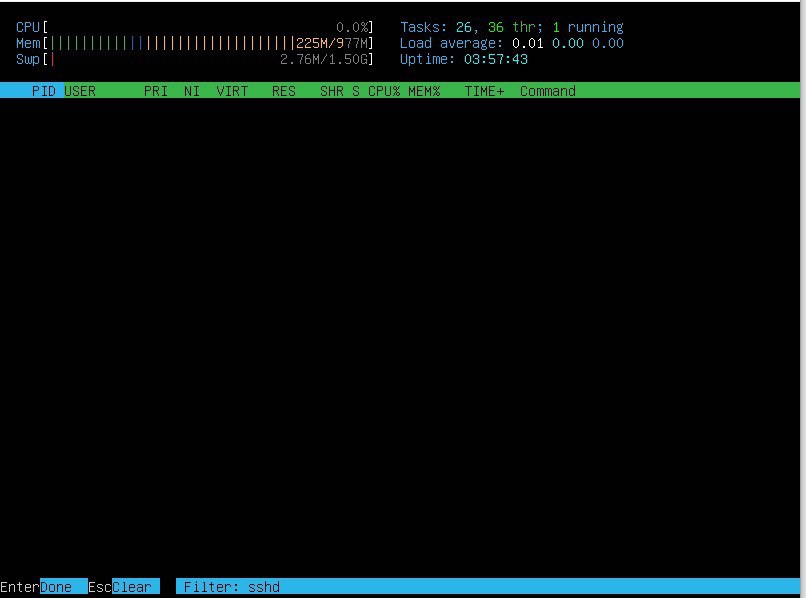 CPU[ 0.0%] Tasks: 26, 36 thr; 1 running
Mem[||||||||||||||||||||||||||||||||225M/977M] Load average: 0.01 0.00 0.00
Swp[| 2.76M/1.50G] Uptime: 03:57:43
PID USER PRI NI VIRT RES SHR S CPU% MEM% TIME+ Command
EnterDone EscClear Filter: sshd